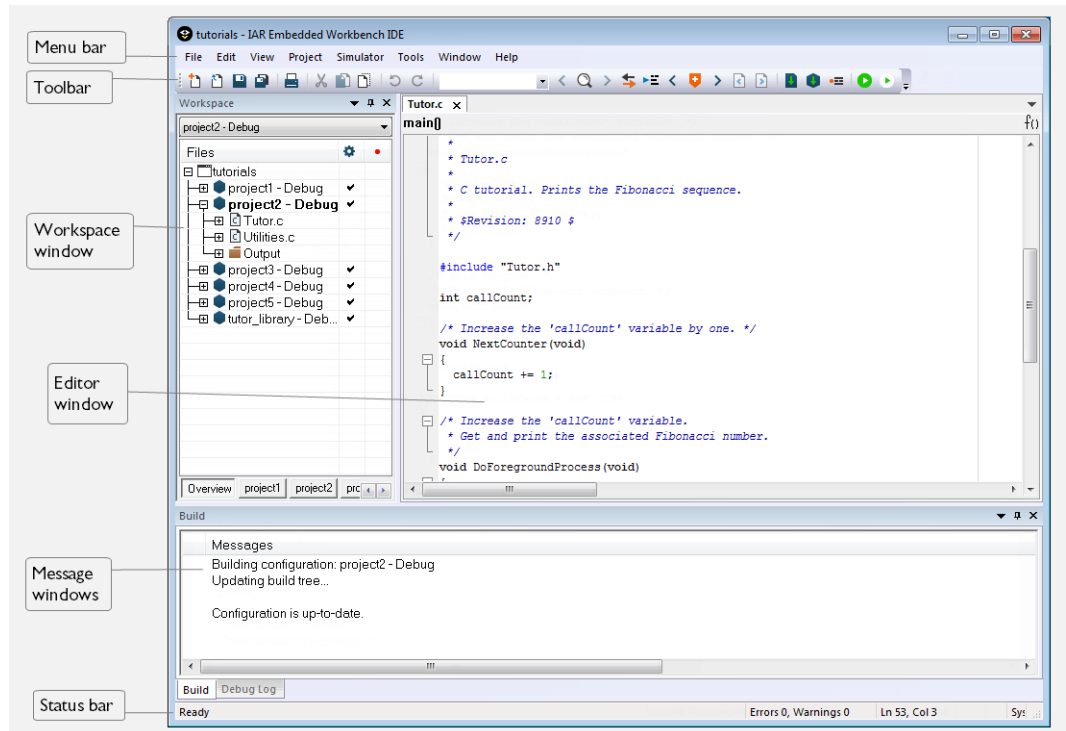 Menu bar
Toolbar
Workspace
window
Editor
window
Message
windows
Status bar
tutorials - IAR Embedded Workbench IDE
File Edit View Project Simulator Tools Window Help
Workspace
project2 - Debug
Files
tutorials
project1 - Debug
project2 - Debug
Tutor.c
Utilities.c
Output
project3 - Debug
project4 - Debug
project5 - Debug
tutor_library - Deb...
Overview project1 project2 prc
Tutor.c
main()
f()
*
* Tutor.c
*
* C tutorial. Prints the Fibonacci sequence.
*
* $Revision: 8910 $
*/
#include "Tutor.h"
int callCount;
/* Increase the 'callCount' variable by one. */
void NextCounter(void)
{
callCount += 1;
}
/* Increase the 'callCount' variable.
* Get and print the associated Fibonacci number.
*/
void DoForegroundProcess(void)
{
Build
Messages
Building configuration: project2 - Debug
Updating build tree...
Configuration is up-to-date.
Build Debug Log
Ready Errors 0, Warnings 0 Ln 53, Col 3 Sys